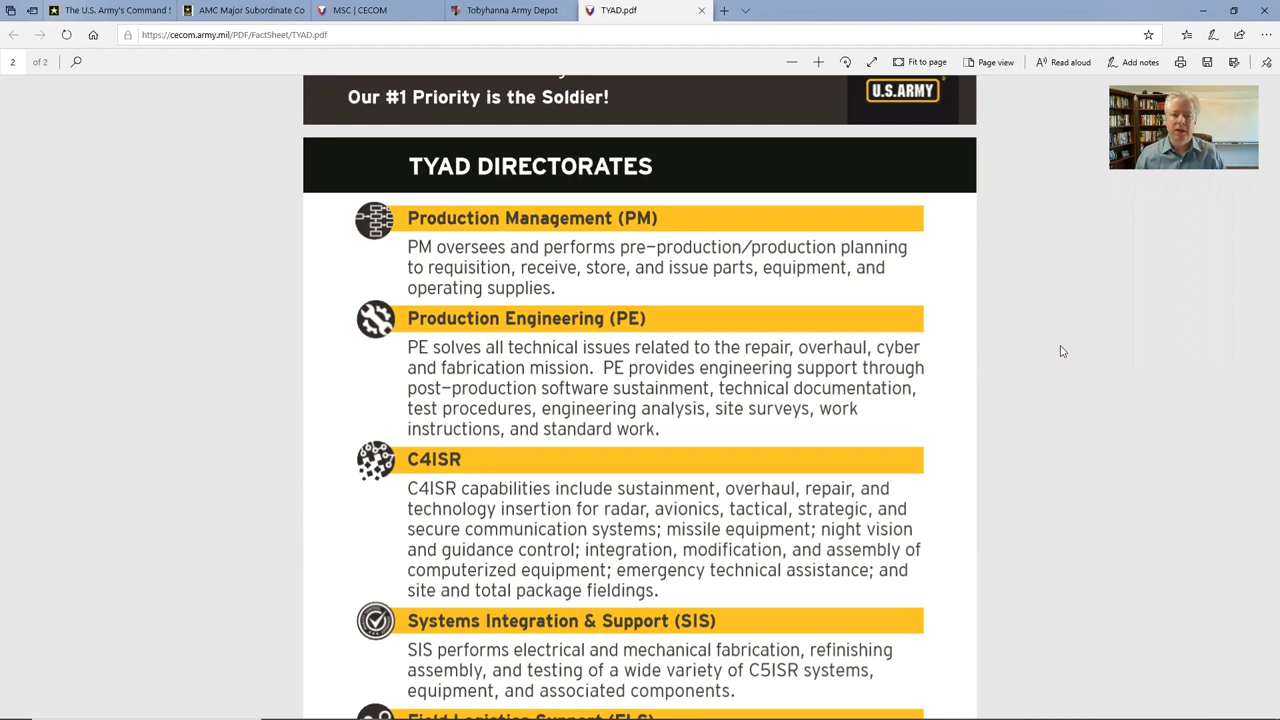 The U.S. Army's Command S
AMC Major Subordinate Co
MSC | CECOM
Tobyhanna Army Depot
TYAD.pdf
https://cecom.army.mil/PDF/FactSheet/TYAD.pdf
2 of 2
Fit to page
Page view
Read aloud
Add notes
Our #1 Priority is the Soldier!
U.S.ARMY
TYAD DIRECTORATES
Production Management (PM)
PM oversees and performs pre–production/production planning
to requisition, receive, store, and issue parts, equipment, and
operating supplies.
Production Engineering (PE)
PE solves all technical issues related to the repair, overhaul, cyber
and fabrication mission. PE provides engineering support through
post–production software sustainment, technical documentation,
test procedures, engineering analysis, site surveys, work
instructions, and standard work.
C4ISR
C4ISR capabilities include sustainment, overhaul, repair, and
technology insertion for radar, avionics, tactical, strategic, and
secure communication systems; missile equipment; night vision
and guidance control; integration, modification, and assembly of
computerized equipment; emergency technical assistance; and
site and total package fieldings.
Systems Integration & Support (SIS)
SIS performs electrical and mechanical fabrication, refinishing
assembly, and testing of a wide variety of C5ISR systems,
equipment, and associated components.
Field Logistics Support (FLS)